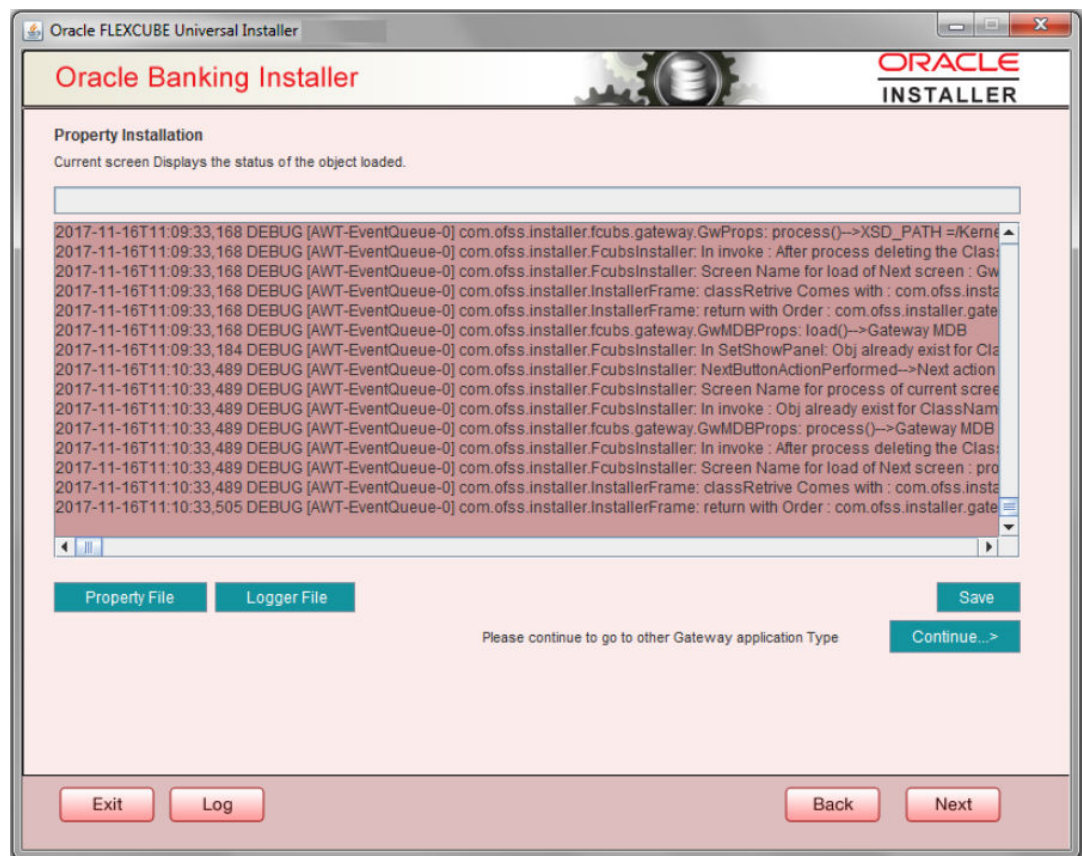 Oracle FLEXCUBE Universal Installer
Oracle Banking Installer
ORACLE
INSTALLER
Property Installation
Current screen Displays the status of the object loaded.
2017-11-16T11:09:33,168 DEBUG [AWT-EventQueue-0] com.ofss.installer.fcubs.gateway.GwProps: process()-->XSD_PATH =/Kerne
2017-11-16T11:09:33,168 DEBUG [AWT-EventQueue-0] com.ofss.installer.FcubsInstaller: In invoke : After process deleting the Clas
2017-11-16T11:09:33,168 DEBUG [AWT-EventQueue-0] com.ofss.installer.FcubsInstaller: Screen Name for load of Next screen : Gw
2017-11-16T11:09:33,168 DEBUG [AWT-EventQueue-0] com.ofss.installer.InstallerFrame: classRetrive Comes with : com.ofss.insta
2017-11-16T11:09:33,168 DEBUG [AWT-EventQueue-0] com.ofss.installer.InstallerFrame: return with Order : com.ofss.installer.gate
2017-11-16T11:09:33,168 DEBUG [AWT-EventQueue-0] com.ofss.installer.fcubs.gateway.GwMDBProps: load()-->Gateway MDB
2017-11-16T11:09:33,184 DEBUG [AWT-EventQueue-0] com.ofss.installer.FcubsInstaller: In SetShowPanel: Obj already exist for Cla
2017-11-16T11:10:33,489 DEBUG [AWT-EventQueue-0] com.ofss.installer.FcubsInstaller: NextButtonActionPerformed-->Next action
2017-11-16T11:10:33,489 DEBUG [AWT-EventQueue-0] com.ofss.installer.FcubsInstaller: Screen Name for process of current scree
2017-11-16T11:10:33,489 DEBUG [AWT-EventQueue-0] com.ofss.installer.FcubsInstaller: In invoke : Obj already exist for ClassNam
2017-11-16T11:10:33,489 DEBUG [AWT-EventQueue-0] com.ofss.installer.fcubs.gateway.GwMDBProps: process()-->Gateway MDB
2017-11-16T11:10:33,489 DEBUG [AWT-EventQueue-0] com.ofss.installer.FcubsInstaller: In invoke : After process deleting the Clas
2017-11-16T11:10:33,489 DEBUG [AWT-EventQueue-0] com.ofss.installer.FcubsInstaller: Screen Name for load of Next screen : pro
2017-11-16T11:10:33,489 DEBUG [AWT-EventQueue-0] com.ofss.installer.InstallerFrame: classRetrive Comes with : com.ofss.insta
2017-11-16T11:10:33,505 DEBUG [AWT-EventQueue-0] com.ofss.installer.InstallerFrame: return with Order : com.ofss.installer.gate
Property File Logger File Save
Please continue to go to other Gateway application Type Continue...>
Exit Log Back Next